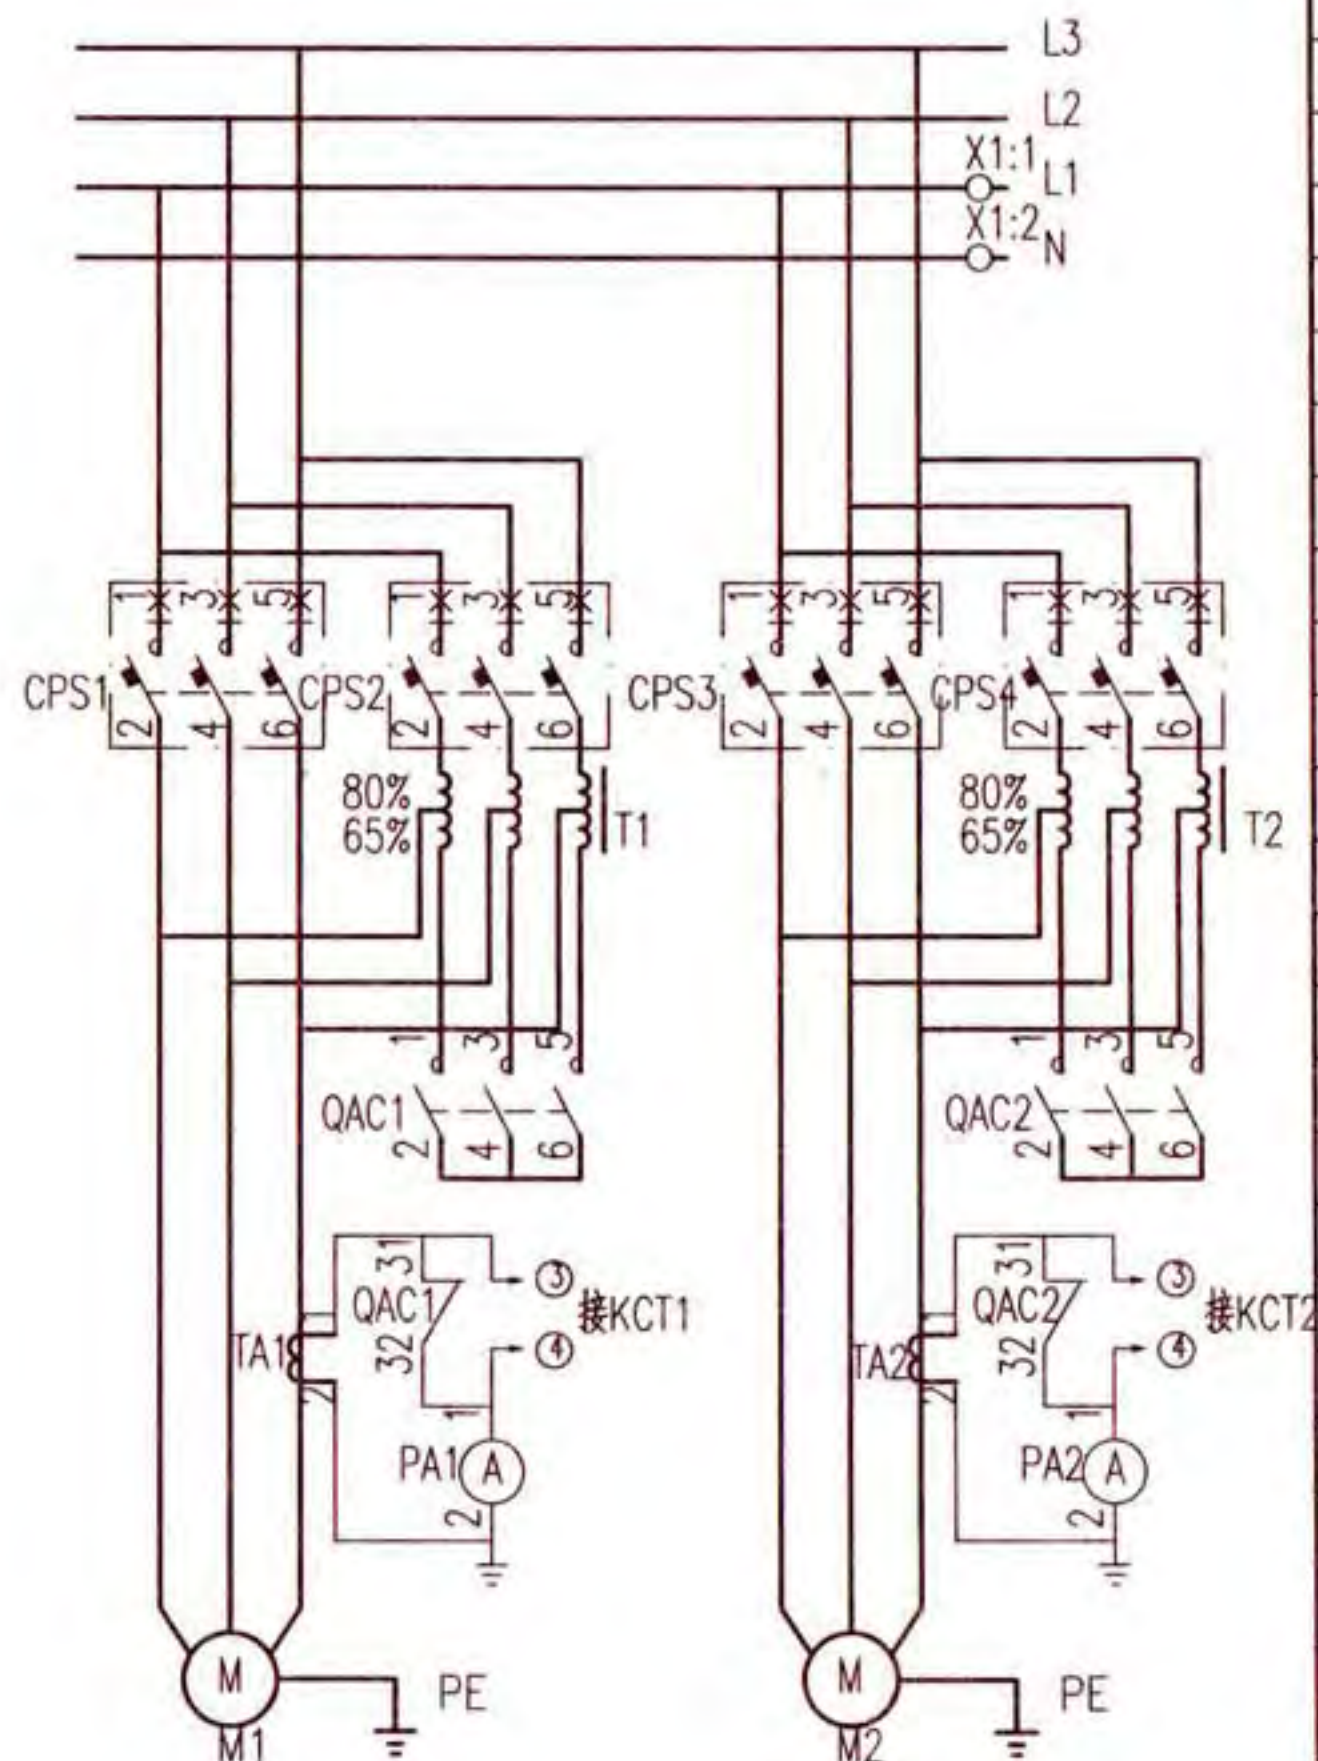 L3
L2
X1:1 L1
X1:2 N
1 3 5 1 3 5 1 3 5 1 3 5
CPS1 CPS2 CPS3 CPS4
2 4 6 2 4 6 2 4 6 2 4 6
80% 80%
65% T1 65% T2
1 3 5 1 3 5
QAC1 QAC2
2 4 6 2 4 6
31 ③ 31 ③
QAC1 接KCT1 QAC2 接KCT2
32 ④ 32 ④
1 1
TA1 TA2
2 2
1 1
PA1 A PA2 A
2 2
M PE M PE
M1 M2